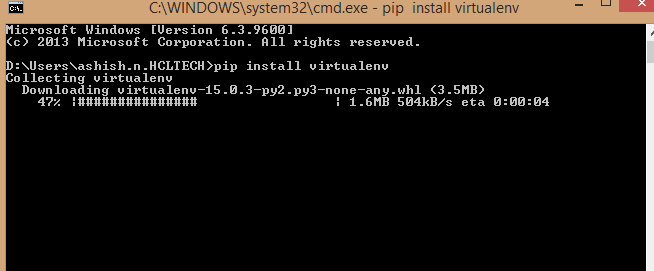 C:\WINDOWS\system32\cmd.exe - pip  install virtualenv
Microsoft Windows [Version 6.3.9600]
(c) 2013 Microsoft Corporation. All rights reserved.
D:\Users\ashish.n.HCLTECH>pip install virtualenv
Collecting virtualenv
  Downloading virtualenv-15.0.3-py2.py3-none-any.whl (3.5MB)
    47% |###############                 | 1.6MB 504kB/s eta 0:00:04